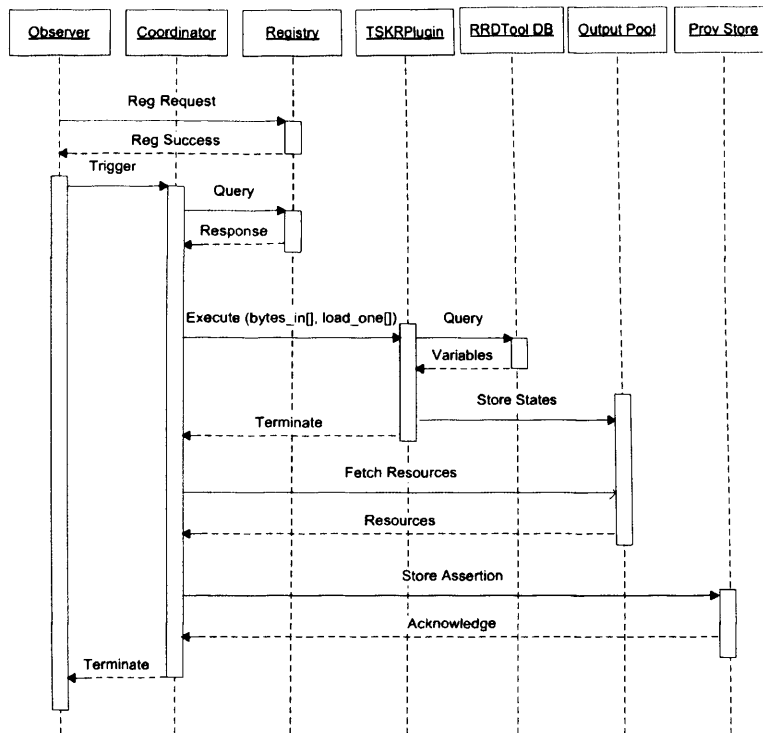 Observer Coordinator Registry TSKRPlugin RRDTool DB Output Pool Prov Store
Reg Request
Reg Success
Trigger
Query
Response
Execute (bytes_in[], load_one[])
Query
Variables
Store States
Terminate
Fetch Resources
Resources
Store Assertion
Acknowledge
Terminate